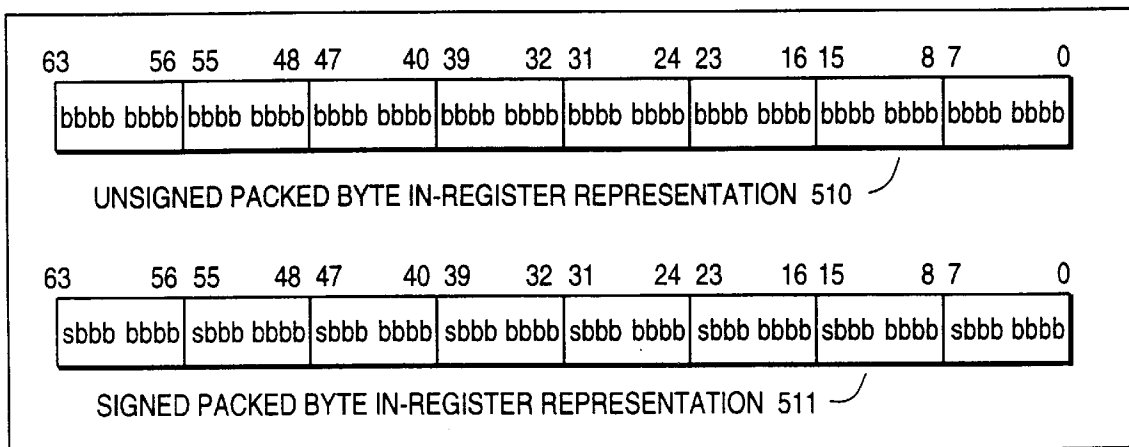 63 56 55 48 47 40 39 32 31 24 23 16 15 8 7 0
bbbb bbbb bbbb bbbb bbbb bbbb bbbb bbbb bbbb bbbb bbbb bbbb bbbb bbbb bbbb bbbb
UNSIGNED PACKED BYTE IN-REGISTER REPRESENTATION 510
63 56 55 48 47 40 39 32 31 24 23 16 15 8 7 0
sbbb bbbb sbbb bbbb sbbb bbbb sbbb bbbb sbbb bbbb sbbb bbbb sbbb bbbb sbbb bbbb
SIGNED PACKED BYTE IN-REGISTER REPRESENTATION 511